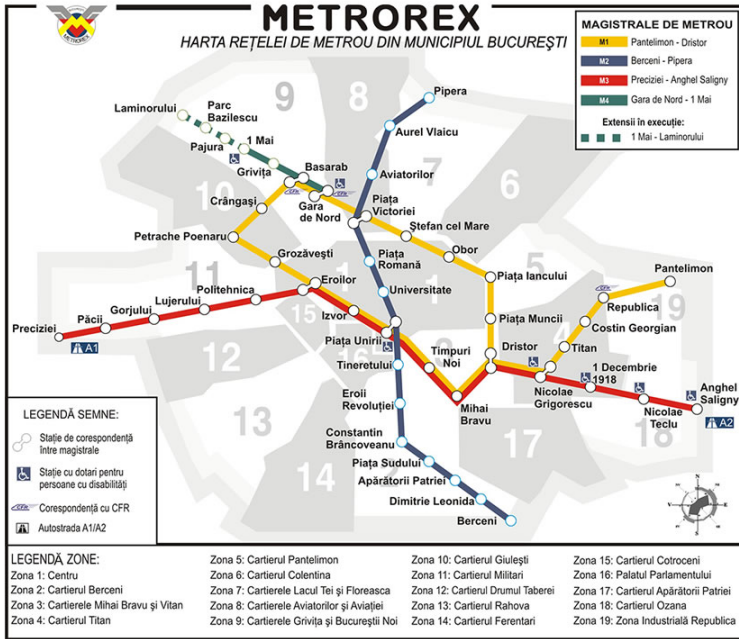 METROREX
METROREX
HARTA REȚELEI DE METROU DIN MUNICIPIUL BUCUREȘTI
MAGISTRALE DE METROU
M1 Pantelimon - Dristor
M2 Berceni - Pipera
M3 Preciziei - Anghel Saligny
M4 Gara de Nord - 1 Mai
Extensii în execuție:
1 Mai - Laminorului
9
8
7
6
10
11
1
1
5
19
15
16
3
4
12
13
14
2
17
18
Pipera
Laminorului
Parc
Bazilescu
Aurel Vlaicu
Pajura
1 Mai
Grivița
Basarab
Aviatorilor
CFR
CFR
Crângași
Gara
de Nord
Piața
Victoriei
Ștefan cel Mare
Petrache Poenaru
Obor
Grozăvești
Piața
Romană
Piața Iancului
Pantelimon
CFR
Eroilor
Universitate
Republica
Politehnica
Lujerului
Gorjului
Păcii
Preciziei
A1
Izvor
Piața Muncii
Costin Georgian
Piața Unirii
Timpuri
Noi
Dristor
Titan
Tineretului
1 Decembrie
1918
Anghel
Saligny
Eroii
Revoluției
Mihai
Bravu
Nicolae
Grigorescu
Nicolae
Teclu
A2
Constantin
Brâncoveanu
Piața Sudului
Apărătorii Patriei
Dimitrie Leonida
Berceni
N
V
E
S
LEGENDĂ SEMNE:
Stație de corespondență
între magistrale
Stație cu dotari pentru
persoane cu disabilități
CFR Corespondență cu CFR
Autostrada A1/A2
LEGENDĂ ZONE:
Zona 1: Centru
Zona 2: Cartierul Berceni
Zona 3: Cartierele Mihai Bravu și Vitan
Zona 4: Cartierul Titan
Zona 5: Cartierul Pantelimon
Zona 6: Cartierul Colentina
Zona 7: Cartierele Lacul Tei și Floreasca
Zona 8: Cartierele Aviatorilor și Aviației
Zona 9: Cartierele Grivița și Bucureștii Noi
Zona 10: Cartierul Giulești
Zona 11: Cartierul Militari
Zona 12: Cartierul Drumul Taberei
Zona 13: Cartierul Rahova
Zona 14: Cartierul Ferentari
Zona 15: Cartierul Cotroceni
Zona 16: Palatul Parlamentului
Zona 17: Cartierul Apărătorii Patriei
Zona 18: Cartierul Ozana
Zona 19: Zona Industrială Republica